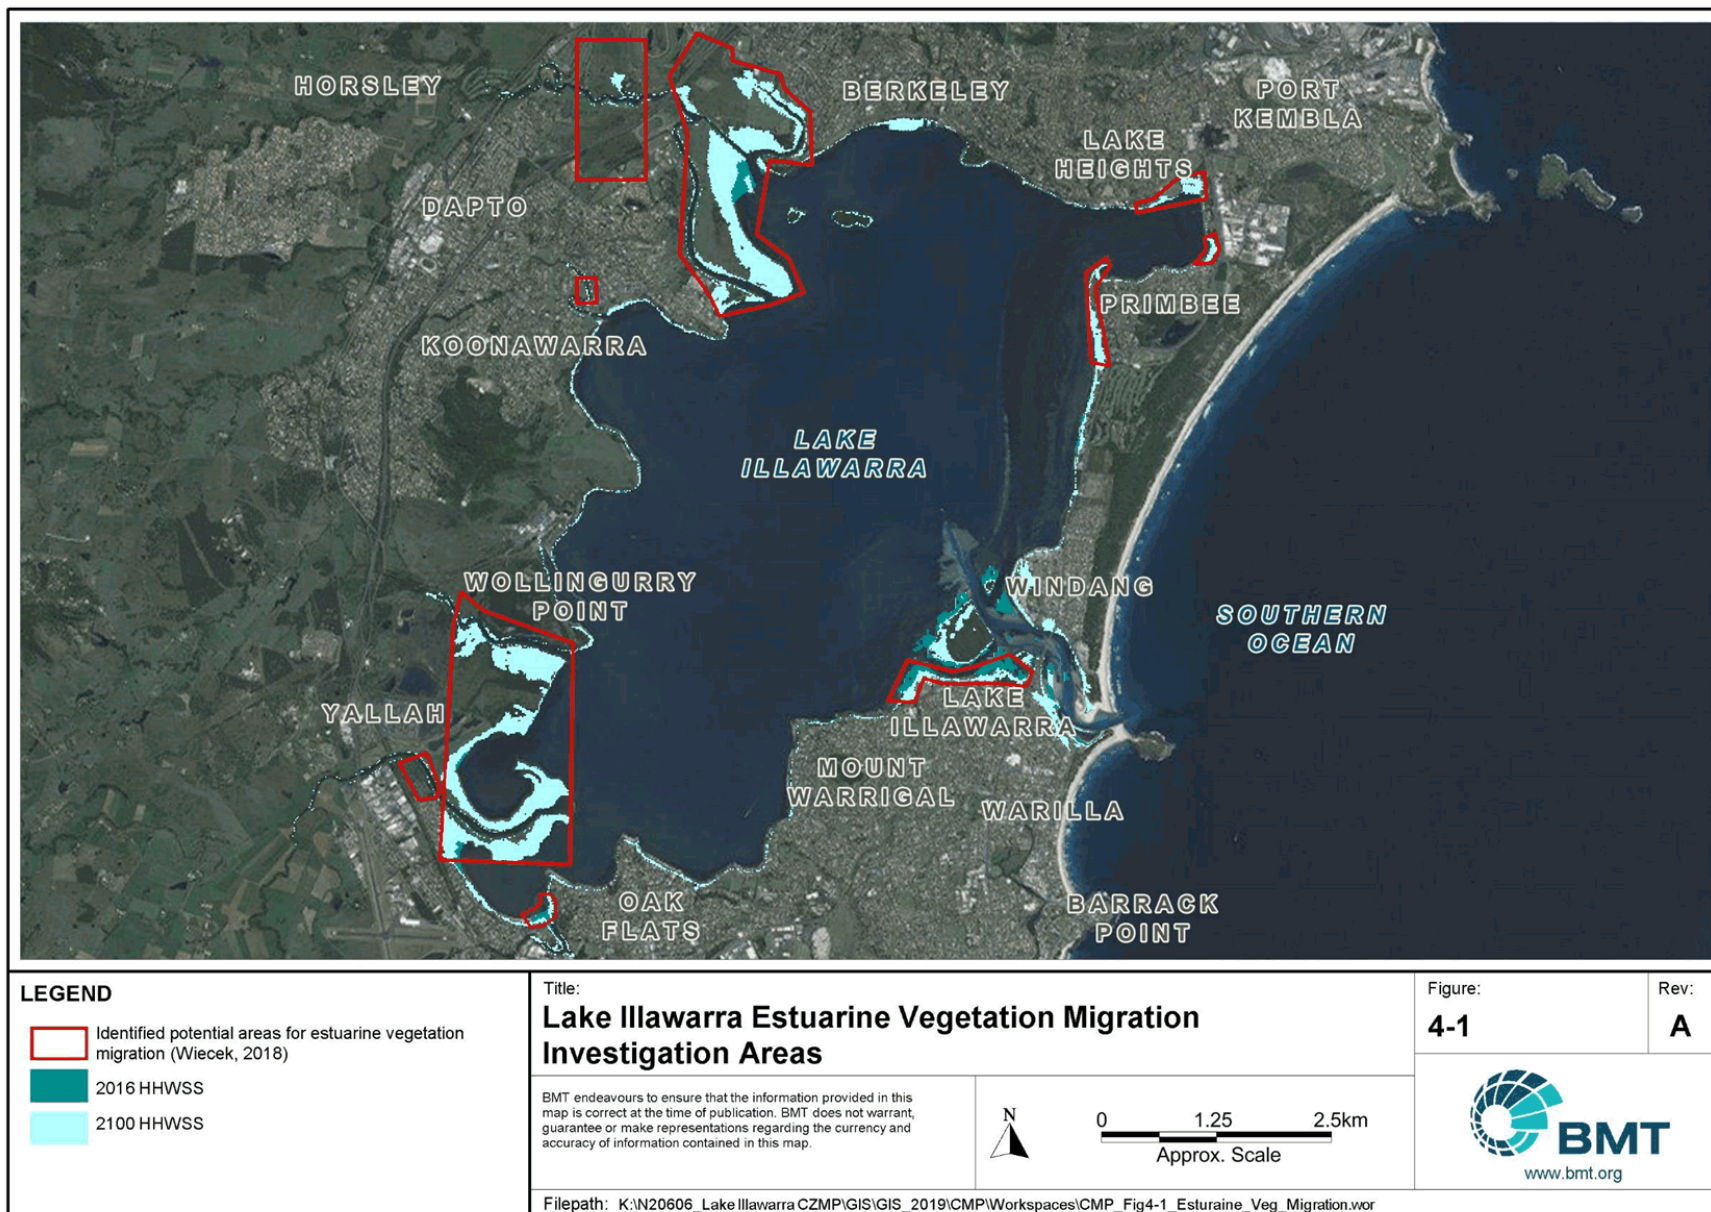 HORSLEY
BERKELEY
PORT
KEMBLA
LAKE
HEIGHTS
DAPTO
PRIMBEE
KOONAWARRA
LAKE
ILLAWARRA
WOLLINGURRY
POINT
WINDANG
SOUTHERN
OCEAN
YALLAH
LAKE
ILLAWARRA
MOUNT
WARRIGAL
WARILLA
OAK
FLATS
BARRACK
POINT
LEGEND
Identified potential areas for estuarine vegetation
migration (Wiecek, 2018)
2016 HHWSS
2100 HHWSS
Title:
Lake Illawarra Estuarine Vegetation Migration
Investigation Areas
Figure:
4-1
Rev:
A
BMT endeavours to ensure that the information provided in this
map is correct at the time of publication. BMT does not warrant,
guarantee or make representations regarding the currency and
accuracy of information contained in this map.
N
0 1.25 2.5km
Approx. Scale
BMT
www.bmt.org
Filepath: K:\N20606_Lake Illawarra CZMP\GIS\GIS_2019\CMP\Workspaces\CMP_Fig4-1_Esturaine_Veg_Migration.wor